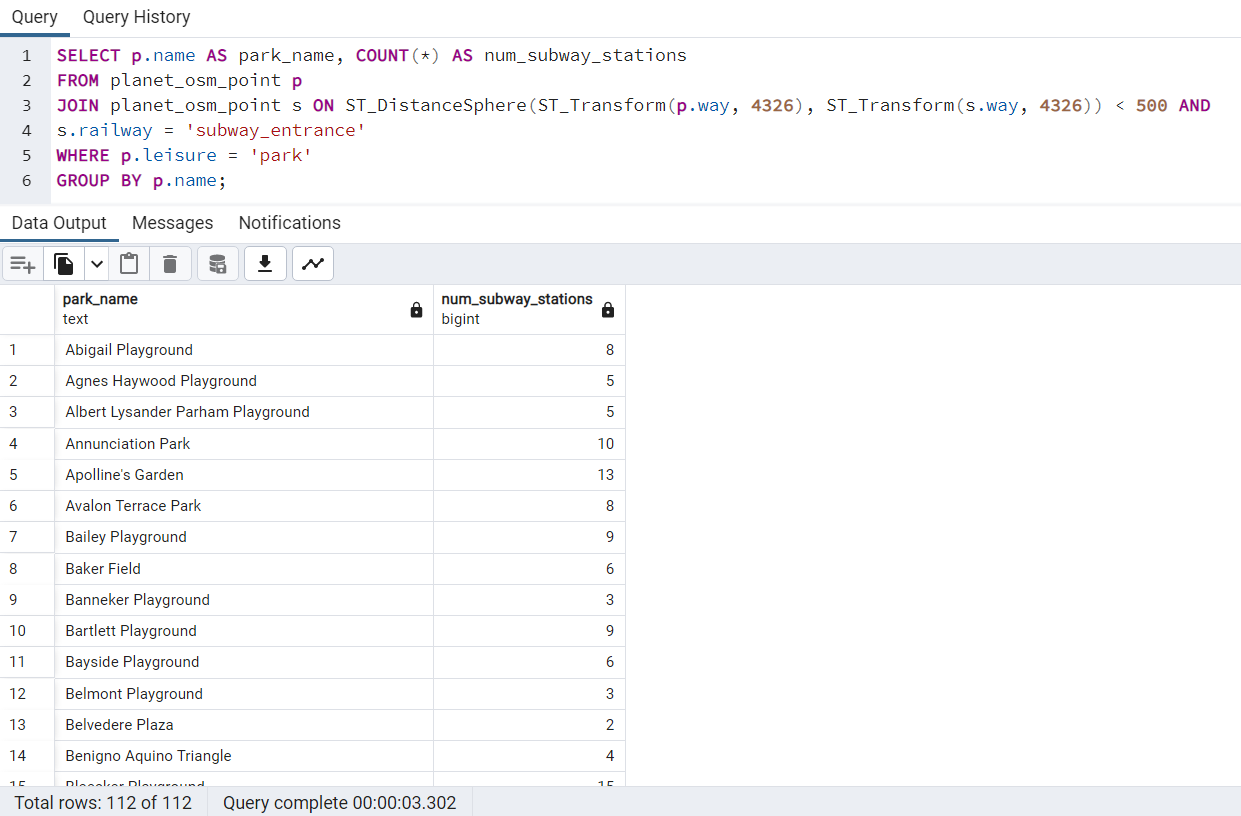 Query Query History
1 SELECT p.name AS park_name, COUNT(*) AS num_subway_stations
2 FROM planet_osm_point p
3 JOIN planet_osm_point s ON ST_DistanceSphere(ST_Transform(p.way, 4326), ST_Transform(s.way, 4326)) < 500 AND
4 s.railway = 'subway_entrance'
5 WHERE p.leisure = 'park'
6 GROUP BY p.name;
Data Output Messages Notifications
park_name num_subway_stations
text bigint
1 Abigail Playground 8
2 Agnes Haywood Playground 5
3 Albert Lysander Parham Playground 5
4 Annunciation Park 10
5 Apolline's Garden 13
6 Avalon Terrace Park 8
7 Bailey Playground 9
8 Baker Field 6
9 Banneker Playground 3
10 Bartlett Playground 9
11 Bayside Playground 6
12 Belmont Playground 3
13 Belvedere Plaza 2
14 Benigno Aquino Triangle 4
15 Bleecker Playground 15
Total rows: 112 of 112 Query complete 00:00:03.302